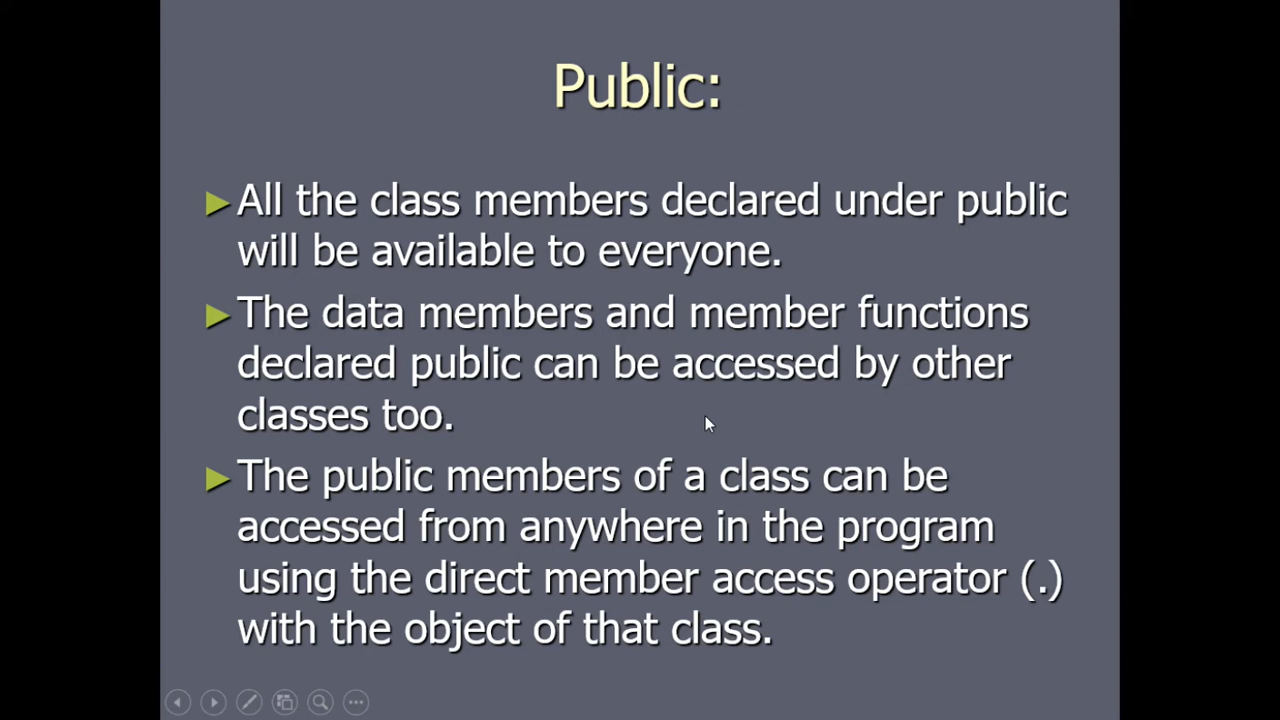 Public:
All the class members declared under public
will be available to everyone.
The data members and member functions
declared public can be accessed by other
classes too.
The public members of a class can be
accessed from anywhere in the program
using the direct member access operator (.)
with the object of that class.